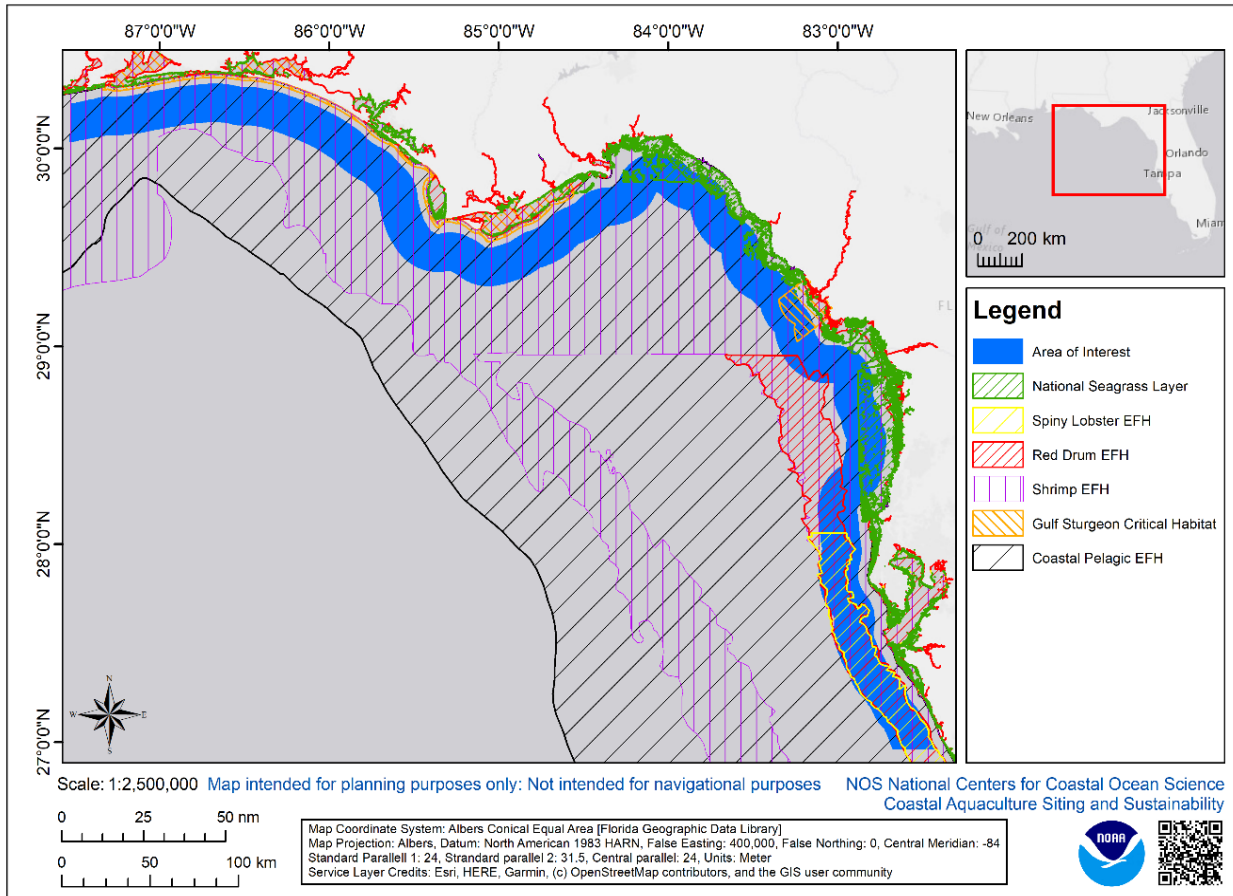 87°0'0"W 86°0'0"W 85°0'0"W 84°0'0"W 83°0'0"W
30°0'0"N
29°0'0"N
28°0'0"N
27°0'0"N
N
W E
S
FL
New Orleans
Jacksonville
Orlando
Tampa
Gulf of
Mexico
Miam
0 200 km
Legend
Area of Interest
National Seagrass Layer
Spiny Lobster EFH
Red Drum EFH
Shrimp EFH
Gulf Sturgeon Critical Habitat
Coastal Pelagic EFH
Scale: 1:2,500,000 Map intended for planning purposes only: Not intended for navigational purposes
NOS National Centers for Coastal Ocean Science
Coastal Aquaculture Siting and Sustainability
0 25 50 nm
0 50 100 km
Map Coordinate System: Albers Conical Equal Area [Florida Geographic Data Library]
Map Projection: Albers, Datum: North American 1983 HARN, False Easting: 400,000, False Northing: 0, Central Meridian: -84
Standard Parallell 1: 24, Strandard parallel 2: 31.5, Central parallel: 24, Units: Meter
Service Layer Credits: Esri, HERE, Garmin, (c) OpenStreetMap contributors, and the GIS user community
NOAA